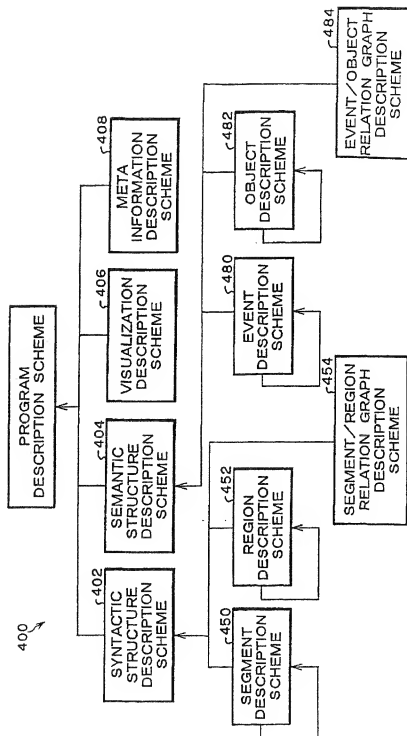 400
PROGRAM
DESCRIPTION SCHEME
402
SYNTACTIC
STRUCTURE
DESCRIPTION
SCHEME
404
SEMANTIC
STRUCTURE
DESCRIPTION
SCHEME
406
VISUALIZATION
DESCRIPTION
SCHEME
408
META
INFORMATION
DESCRIPTION
SCHEME
450
SEGMENT
DESCRIPTION
SCHEME
452
REGION
DESCRIPTION
SCHEME
454
SEGMENT/REGION
RELATION GRAPH
DESCRIPTION
SCHEME
480
EVENT
DESCRIPTION
SCHEME
482
OBJECT
DESCRIPTION
SCHEME
484
EVENT/OBJECT
RELATION GRAPH
DESCRIPTION
SCHEME